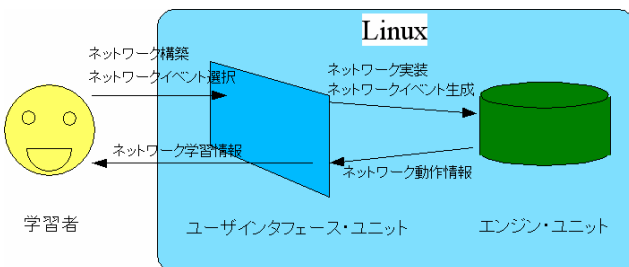 Linux
ネットワーク構築
ネットワークイベント選択
ネットワーク実装
ネットワークイベント生成
ネットワーク学習情報
ネットワーク動作情報
学習者
ユーザインタフェース・ユニット
エンジン・ユニット